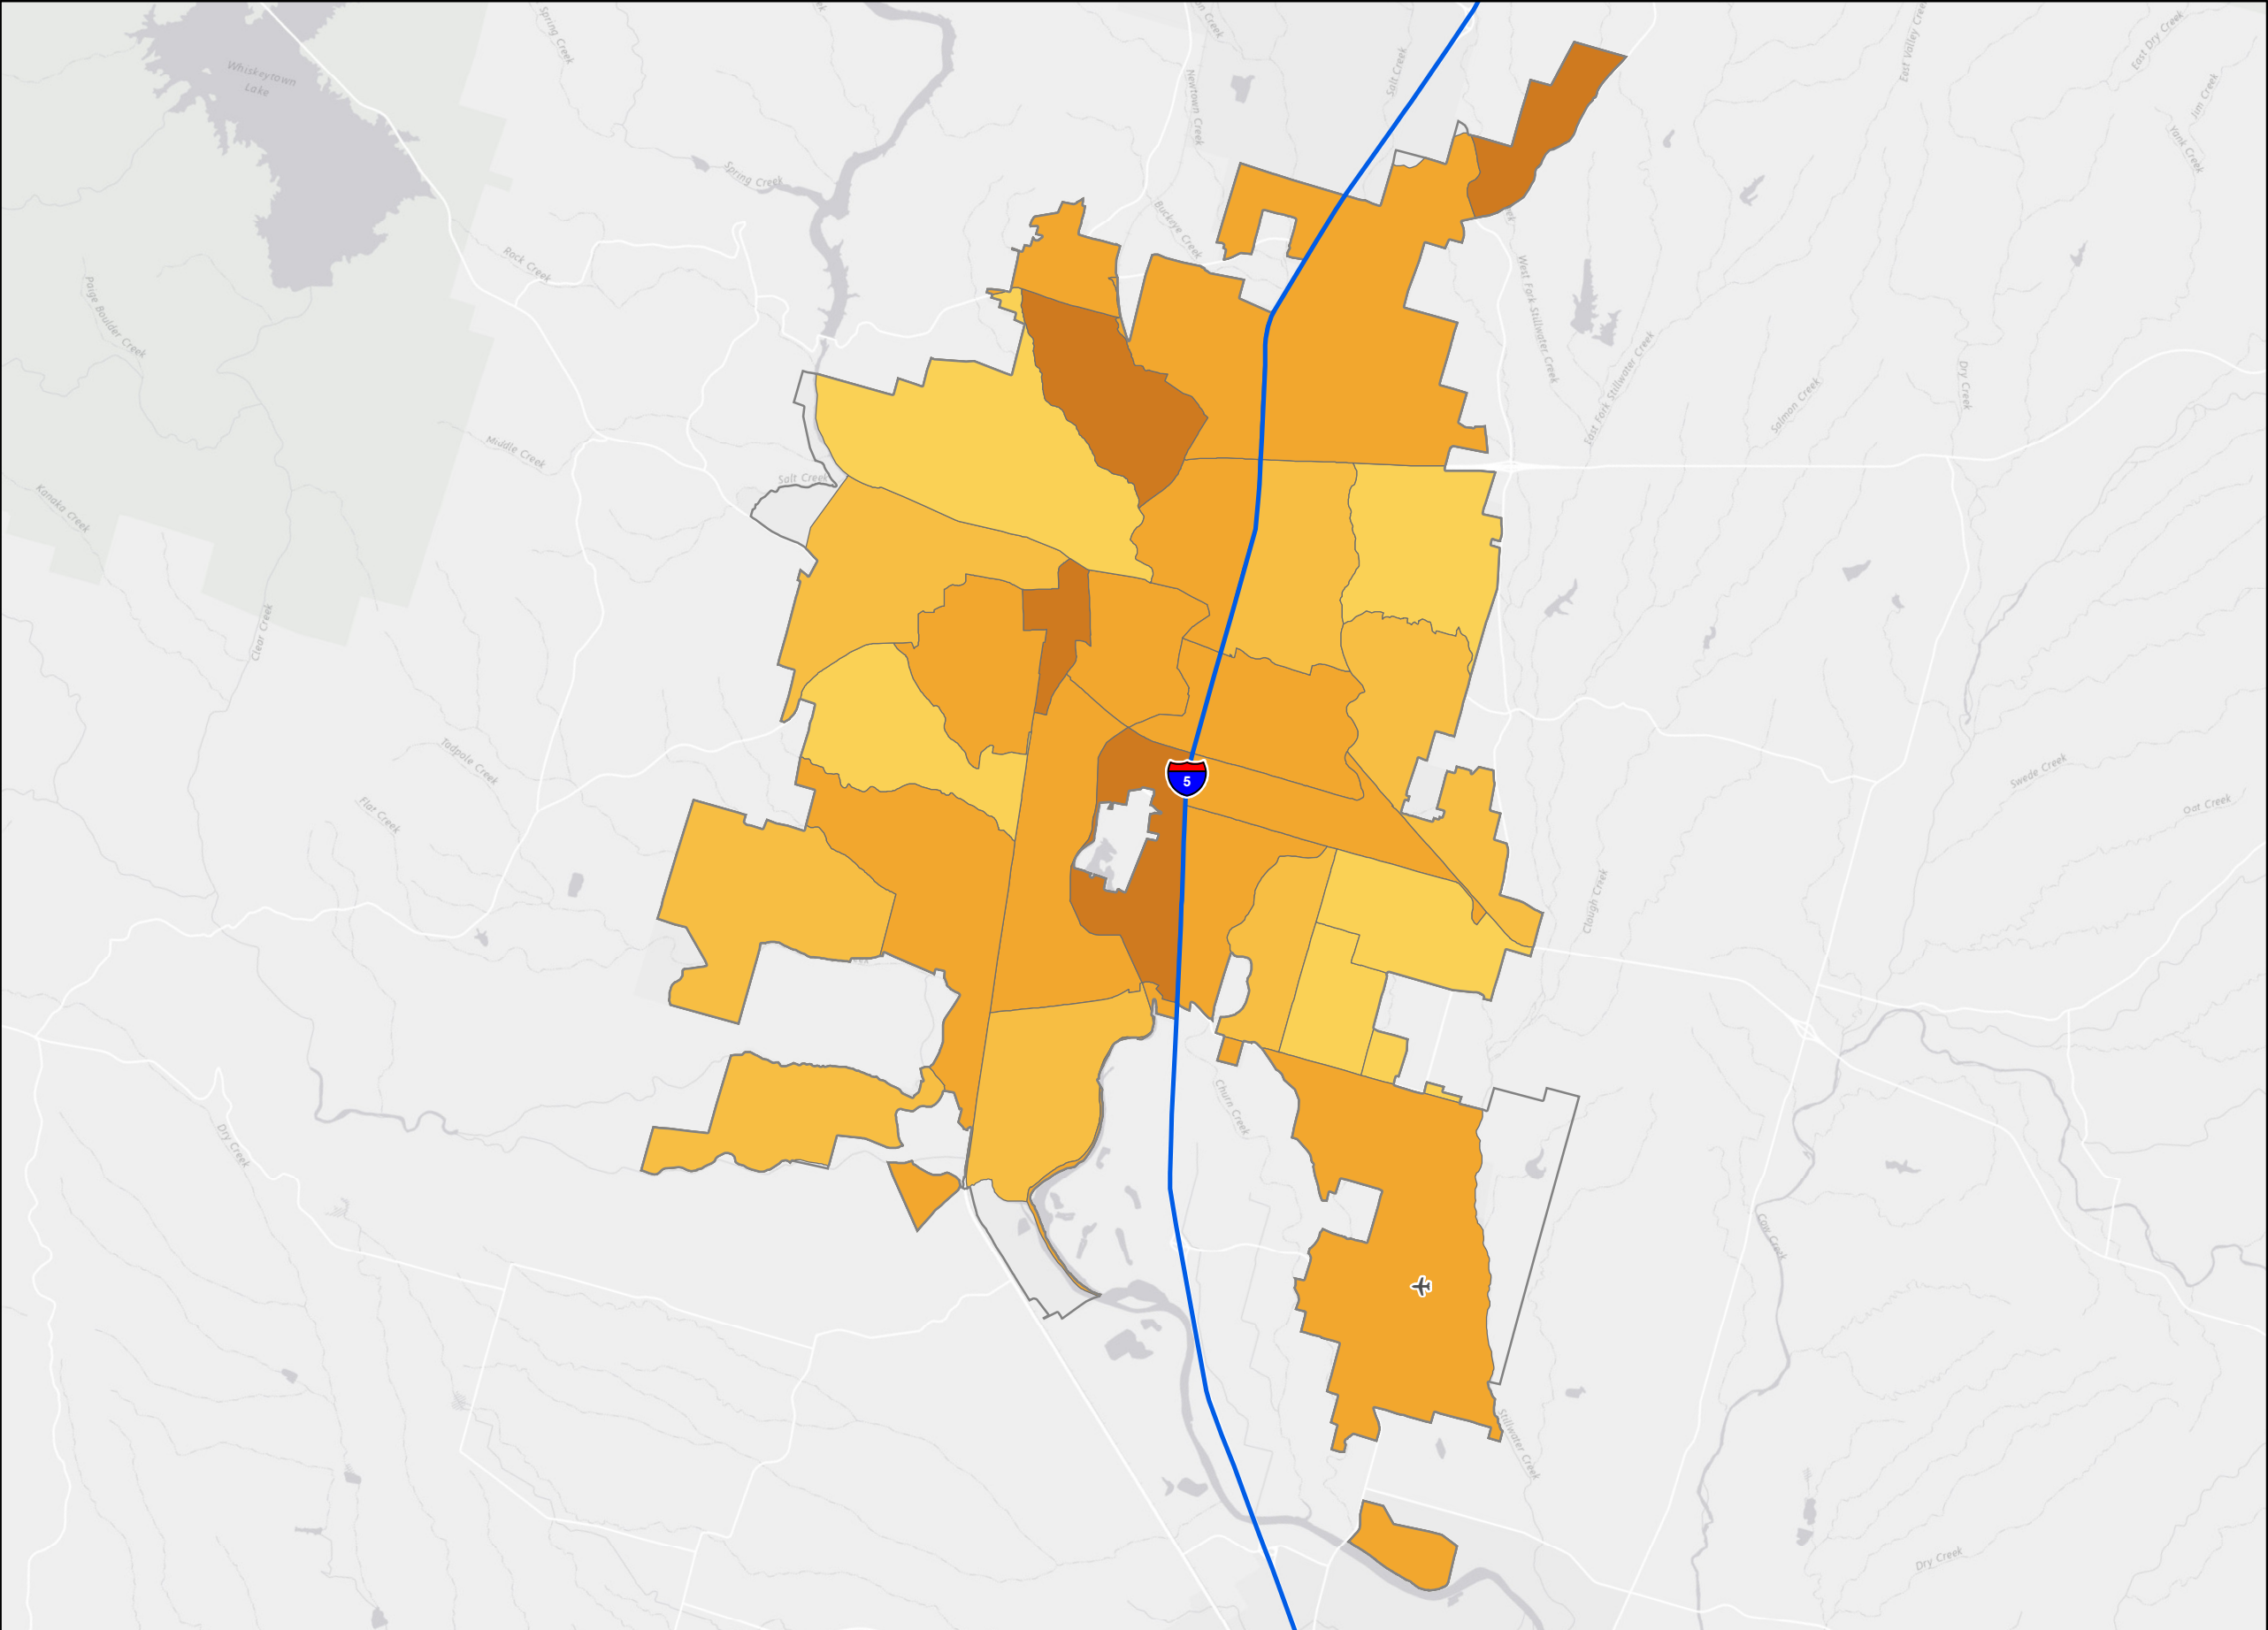 Spring Creek
Creek
Salt Creek
East Valley Creek
East Dry Creek
Whiskeytown
Lake
Newtown Creek
Jim Creek
Yank Creek
Spring Creek
Buckeye Creek
Rock Creek
West Fork Stillwater Creek
Paige Boulder Creek
East Fork Stillwater Creek
Dry Creek
Salmon Creek
Middle Creek
Salt Creek
Kanaka Creek
Clear Creek
Tadpole Creek
Swede Creek
5
Oat Creek
Flat Creek
Clough Creek
Churn Creek
Dry Creek
Cow Creek
Stillwater Creek
Dry Creek